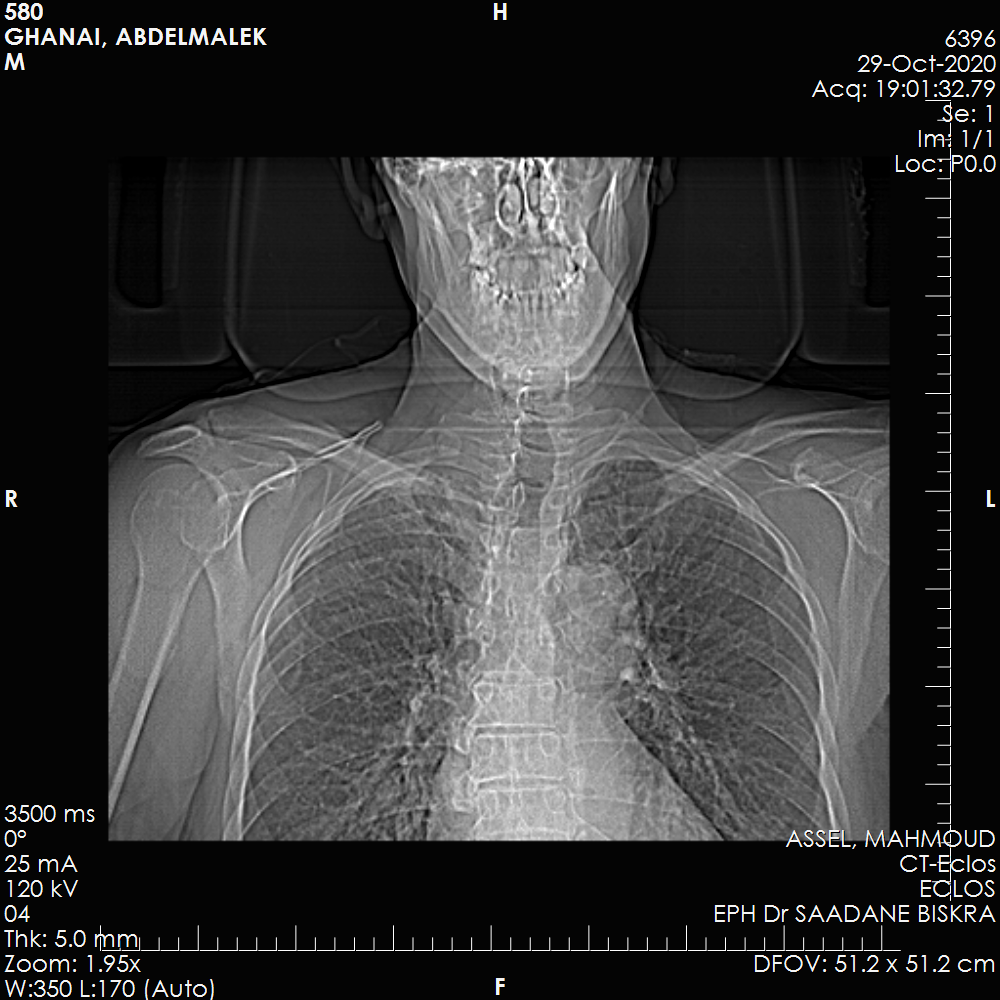 580
GHANAI, ABDELMALEK
M
H
6396
29-Oct-2020
Acq: 19:01:32.79
Se: 1
Im: 1/1
Loc: P0.0
R
L
3500 ms
0°
25 mA
120 kV
04
Thk: 5.0 mm
Zoom: 1.95x
W:350 L:170 (Auto)
F
ASSEL, MAHMOUD
CT-Eclos
ECLOS
EPH Dr SAADANE BISKRA
DFOV: 51.2 x 51.2 cm